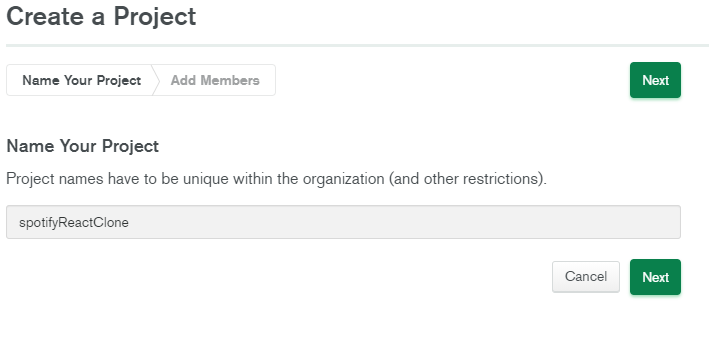 Create a Project
Name Your Project Add Members Next
Name Your Project
Project names have to be unique within the organization (and other restrictions).
spotifyReactClone
Cancel Next